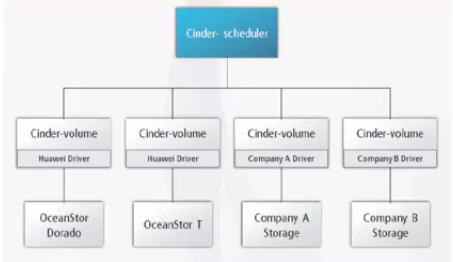 Cinder- scheduler
Cinder-volume
Huawei Driver
Cinder-volume
Huawei Driver
Cinder-volume
Company A Driver
Cinder-volume
Company B Driver
OceanStor
Dorado
OceanStor T
Company A
Storage
Company B
Storage